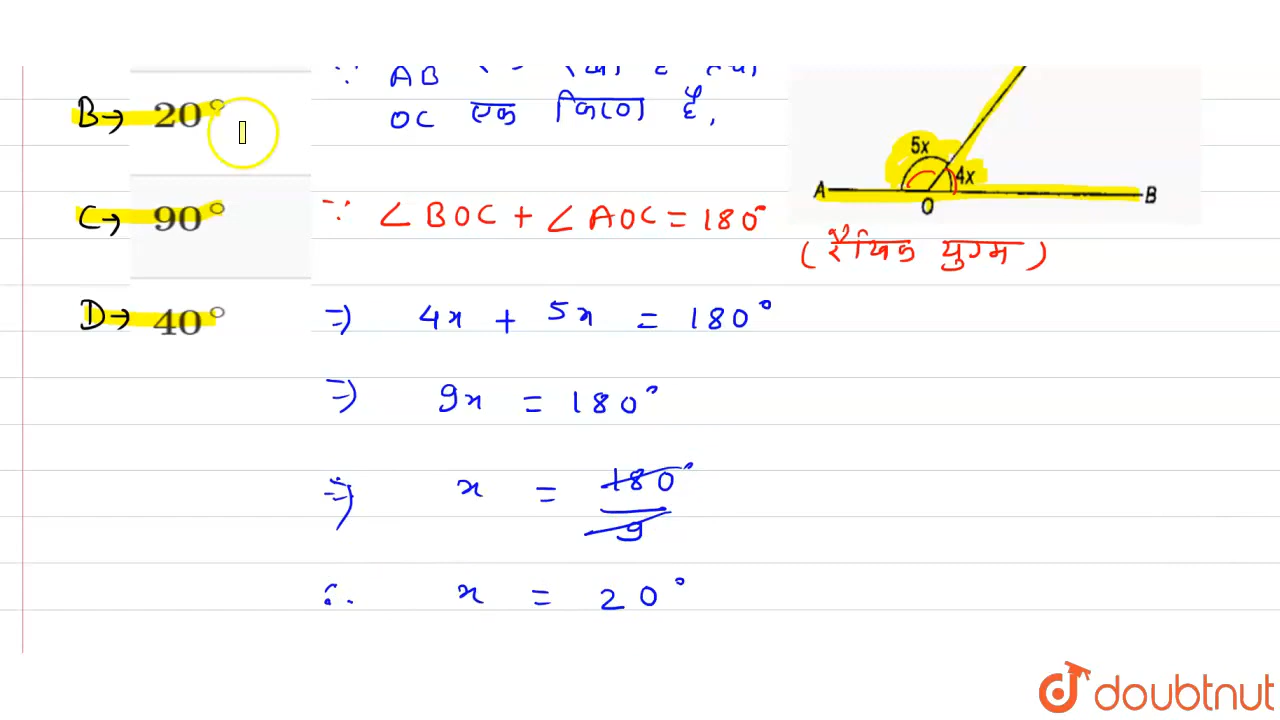 ∵ AB
B→ 20°
OC एक किरण है,
5x
4x
A
B
O
C→ 90°
∵ ∠BOC + ∠AOC = 180°
(रैखिक युग्म)
D→ 40°
⇒ 4x + 5x = 180°
⇒ 9x = 180°
⇒ x = 180°
9
∴ x = 20°
doubtnut